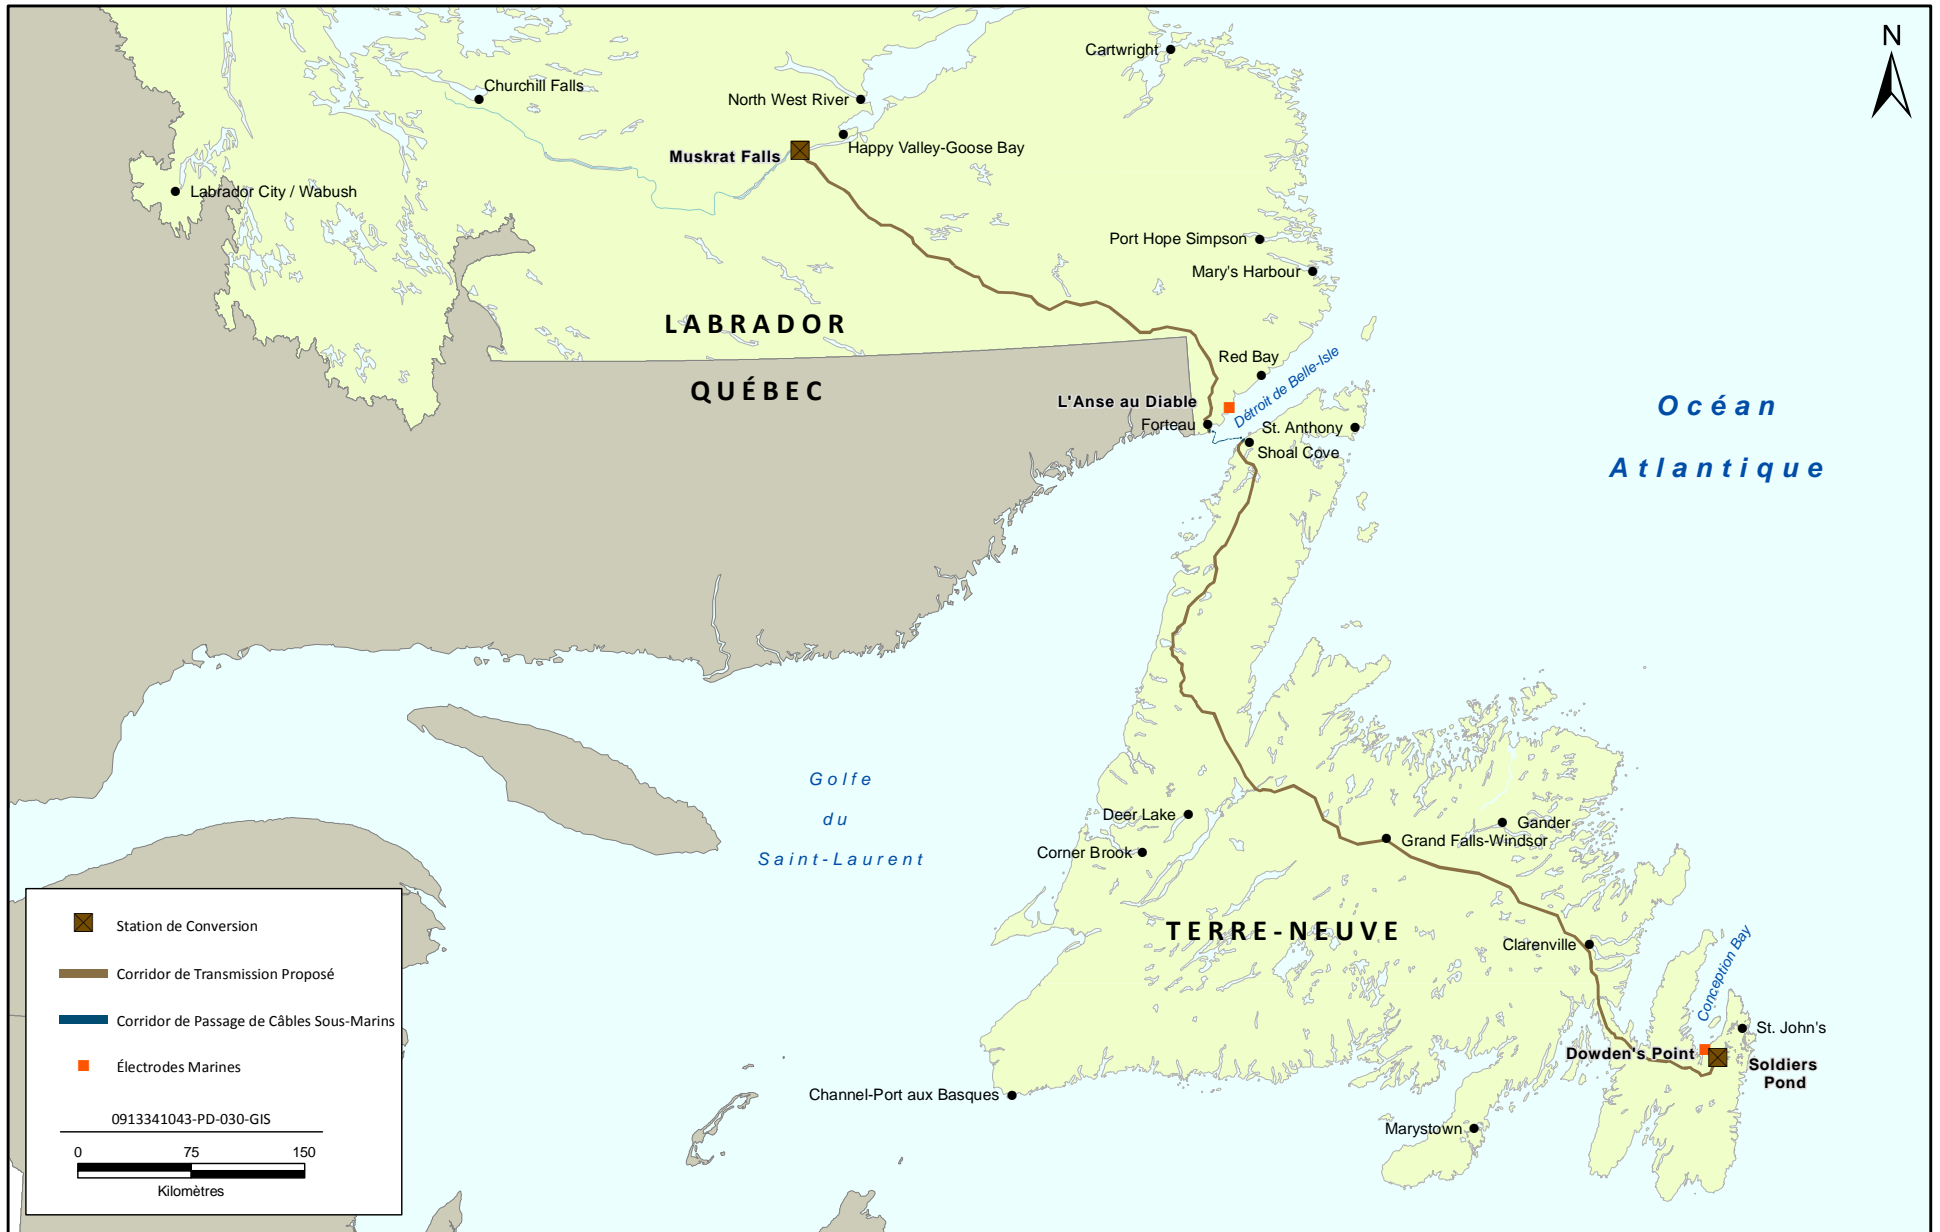 N
Cartwright
Churchill Falls
North West River
Happy Valley-Goose Bay
Muskrat Falls
Labrador City / Wabush
Port Hope Simpson
Mary's Harbour
LABRADOR
Red Bay
Détroit de Belle-Isle
QUÉBEC
L'Anse au Diable
Océan
Forteau
St. Anthony
Shoal Cove
Atlantique
Golfe
du
Saint-Laurent
Deer Lake
Gander
Grand Falls-Windsor
Corner Brook
TERRE-NEUVE
Clarenville
Conception Bay
St. John's
Dowden's Point
Soldiers
Pond
Channel-Port aux Basques
Marystown
Station de Conversion
Corridor de Transmission Proposé
Corridor de Passage de Câbles Sous-Marins
Électrodes Marines
0913341043-PD-030-GIS
0 75 150
Kilomètres